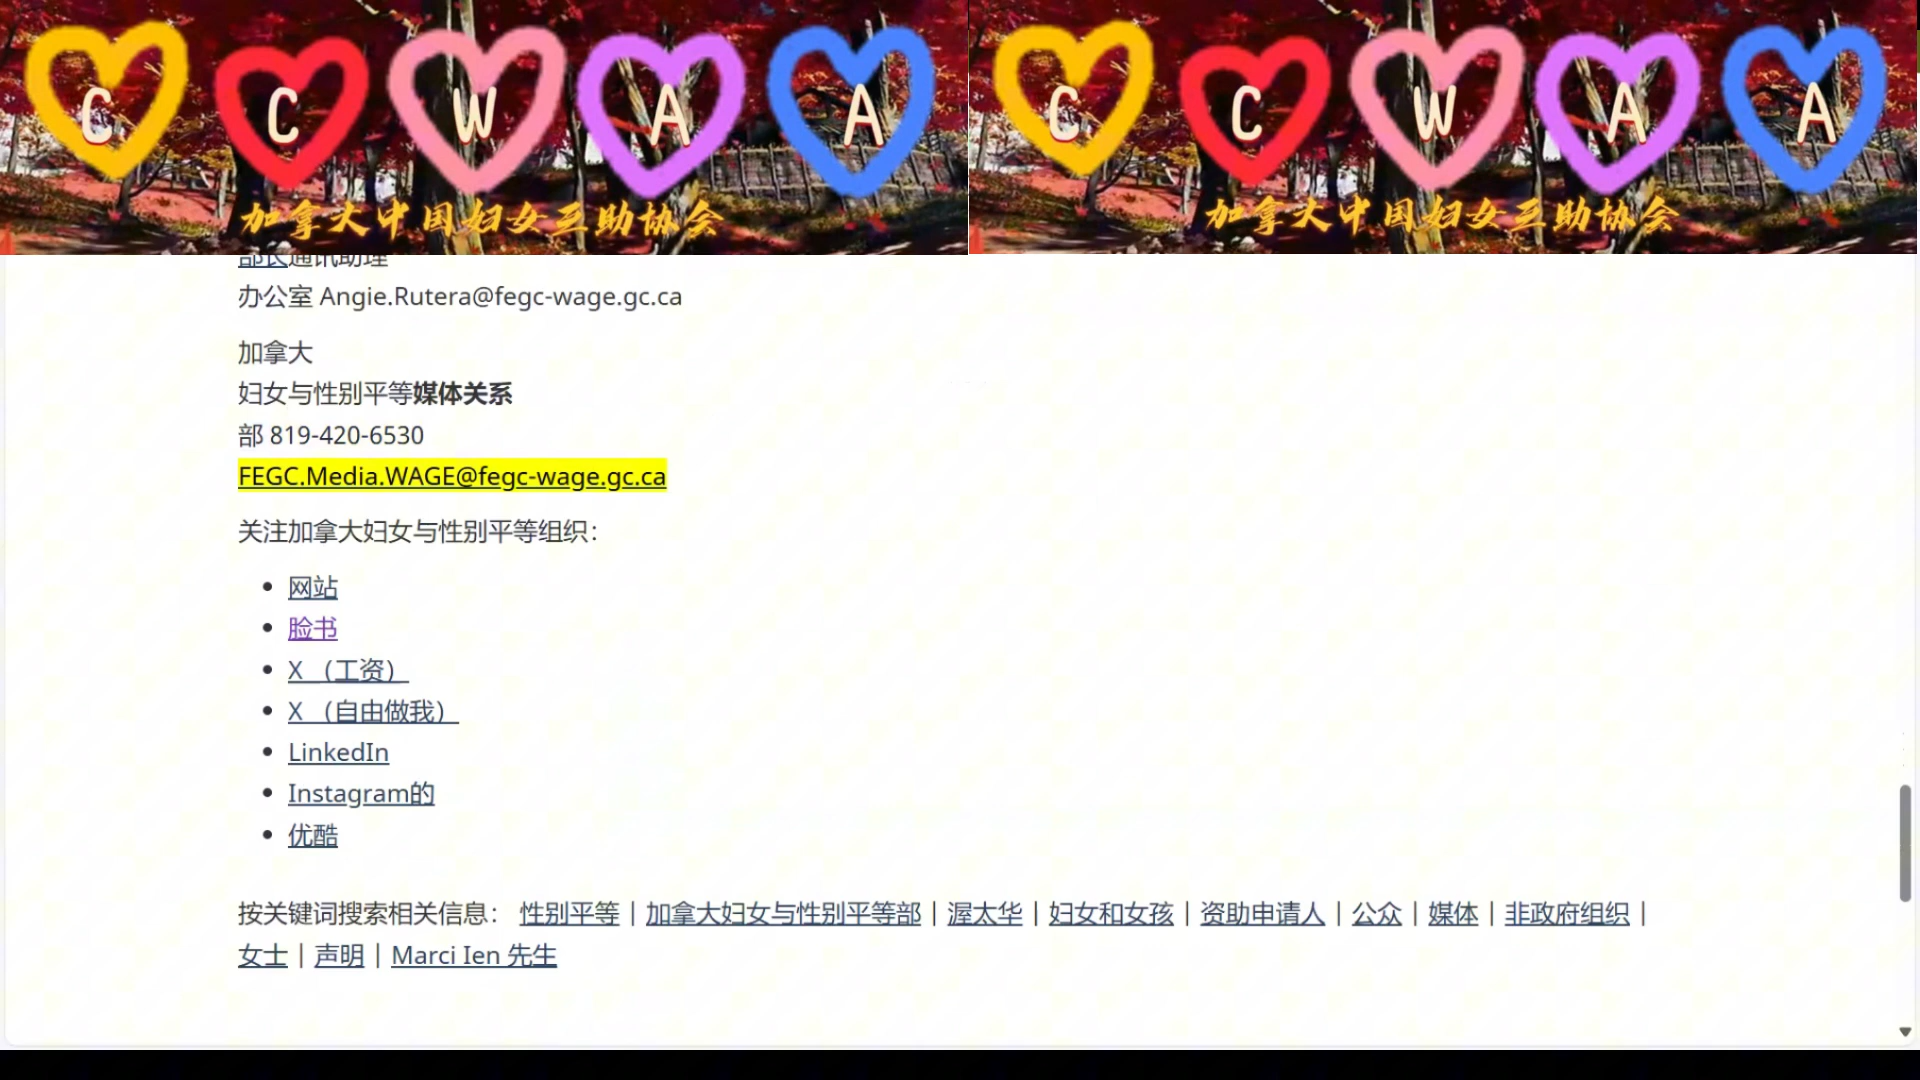 C C W A A
加拿大中国妇女互助协会
C C W A A
加拿大中国妇女互助协会
部长通讯助理
办公室 Angie.Rutera@fegc-wage.gc.ca
加拿大
妇女与性别平等媒体关系
部 819-420-6530
FEGC.Media.WAGE@fegc-wage.gc.ca
关注加拿大妇女与性别平等组织：
网站
脸书
X （工资）
X （自由做我）
LinkedIn
Instagram的
优酷
按关键词搜索相关信息： 性别平等 | 加拿大妇女与性别平等部 | 渥太华 | 妇女和女孩 | 资助申请人 | 公众 | 媒体 | 非政府组织 |
女士 | 声明 | Marci Ien 先生